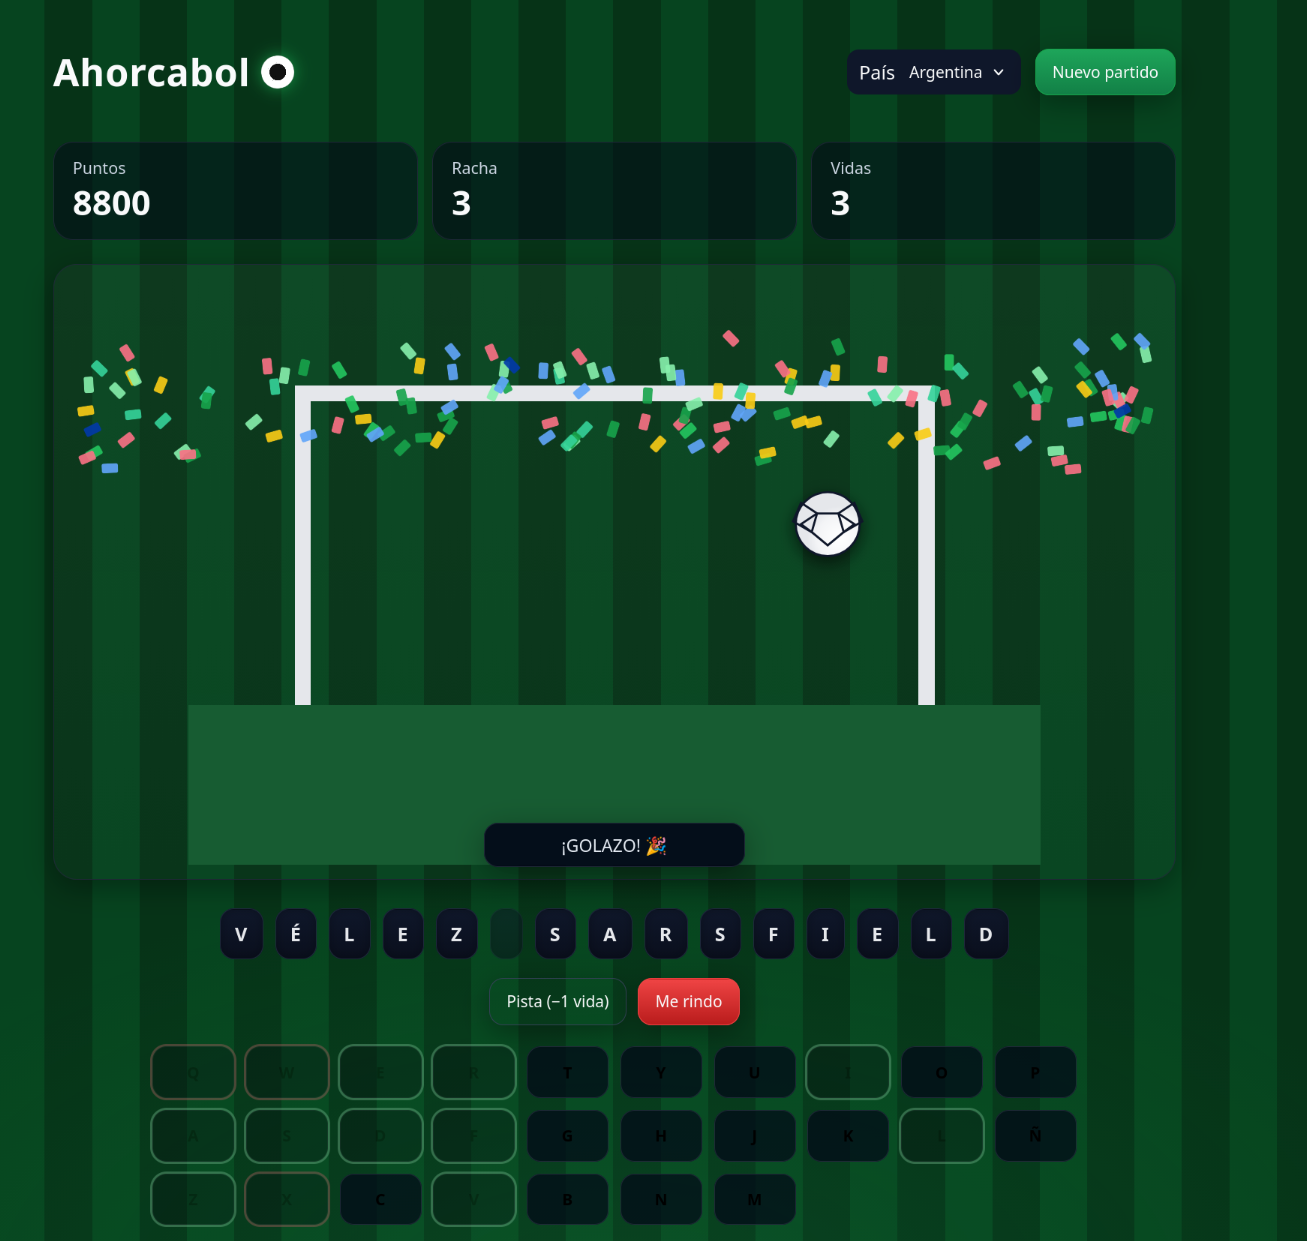 Ahorcabol
País Argentina
Nuevo partido
Puntos
8800
Racha
3
Vidas
3
¡GOLAZO! 🎉
V É L E Z S A R S F I E L D
Pista (−1 vida)
Me rindo
Q W E R T Y U I O P
A S D F G H J K L Ñ
Z X C V B N M